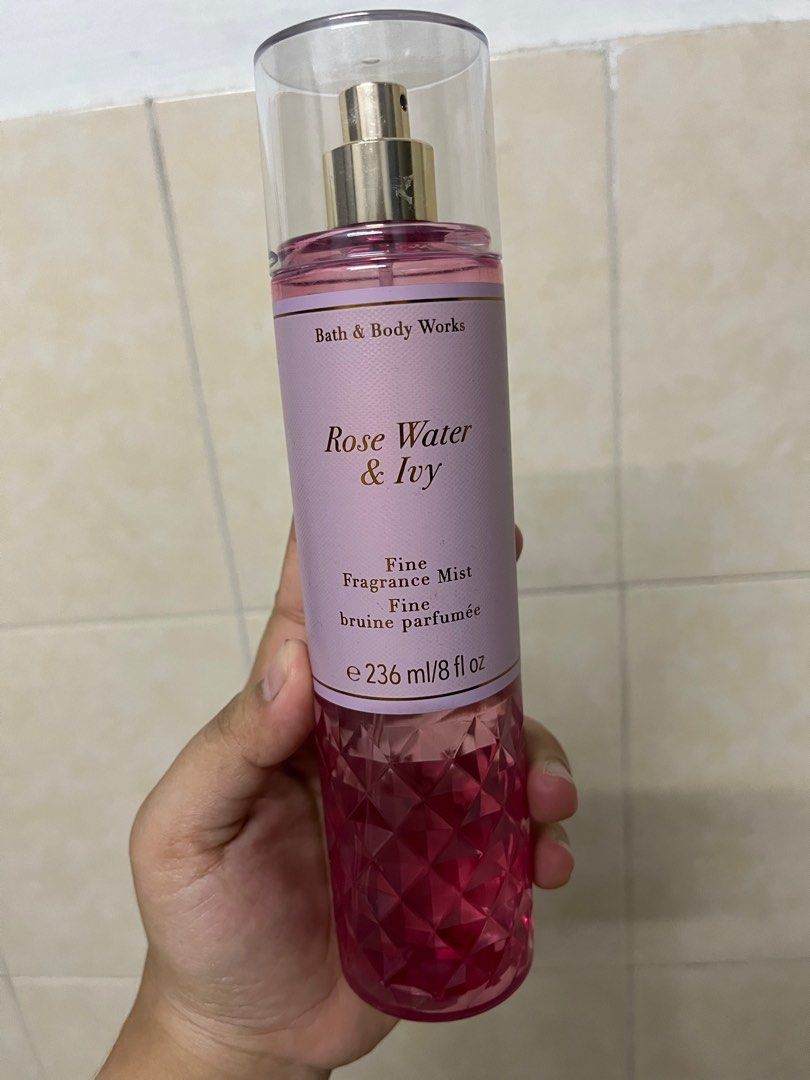 Bath & Body Works
Rose Water
& Ivy
Fine
Fragrance Mist
Fine
bruine parfumée
℮ 236 ml/8 fl oz